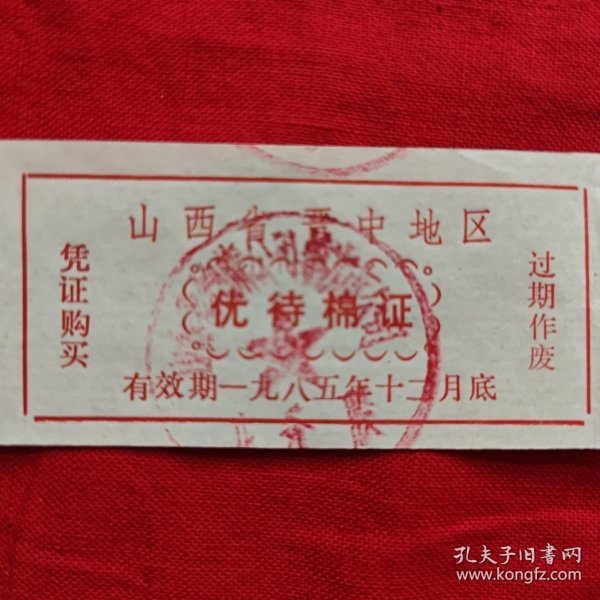 山西省晋中地区
凭证购买
优待棉证
过期作废
有效期一九八五年十二月底
孔夫子旧書网
www.kongfz.com